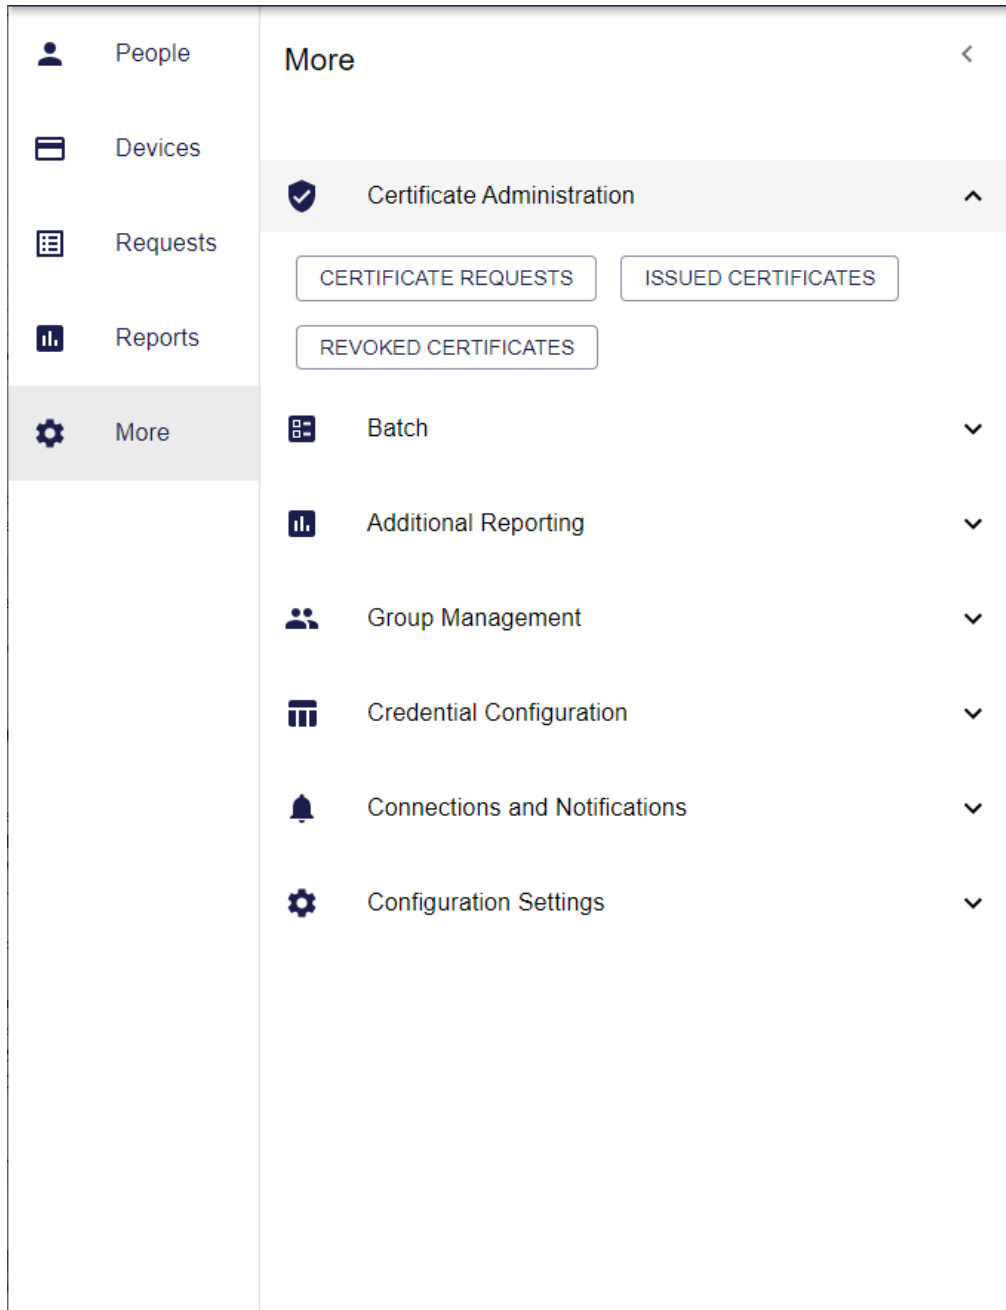 People
Devices
Requests
Reports
More
More
Certificate Administration
CERTIFICATE REQUESTS
ISSUED CERTIFICATES
REVOKED CERTIFICATES
Batch
Additional Reporting
Group Management
Credential Configuration
Connections and Notifications
Configuration Settings